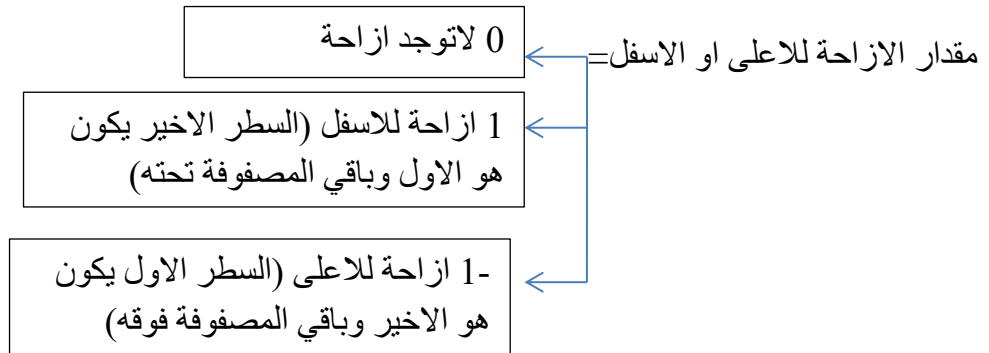 مقدار الازاحة للاعلى او الاسفل=
0 لاتوجد ازاحة
1 ازاحة للاسفل (السطر الاخير يكون
هو الاول وباقي المصفوفة تحته)
-1 ازاحة للاعلى (السطر الاول يكون
هو الاخير وباقي المصفوفة فوقه)